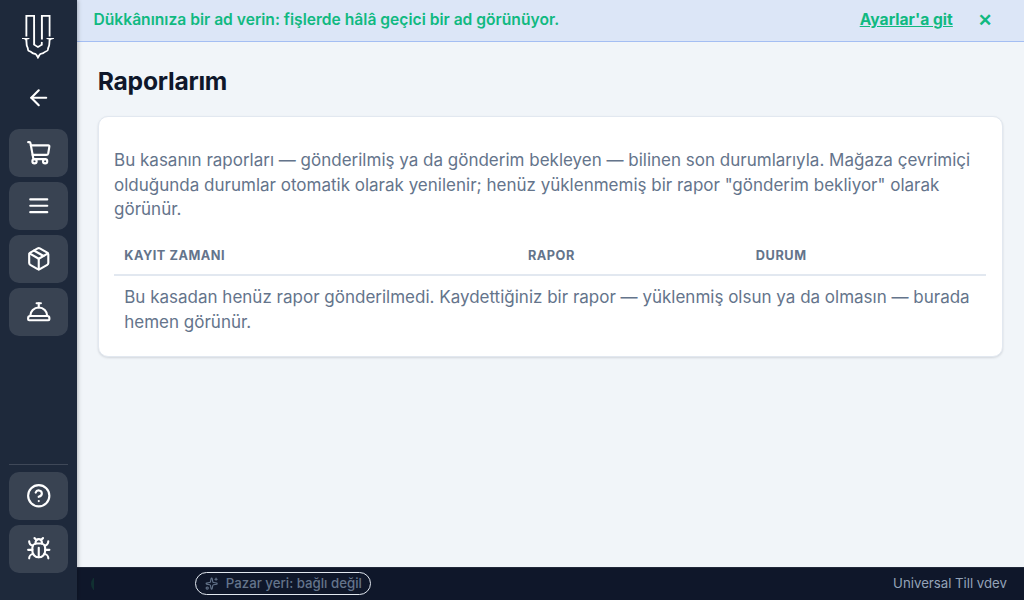 Dükkânınıza bir ad verin: fişlerde hâlâ geçici bir ad görünüyor.
Ayarlar'a git
Raporlarım
Bu kasanın raporları — gönderilmiş ya da gönderim bekleyen — bilinen son durumlarıyla. Mağaza çevrimiçi
olduğunda durumlar otomatik olarak yenilenir; henüz yüklenmemiş bir rapor "gönderim bekliyor" olarak
görünür.
KAYIT ZAMANI RAPOR DURUM
Bu kasadan henüz rapor gönderilmedi. Kaydettiğiniz bir rapor — yüklenmiş olsun ya da olmasın — burada
hemen görünür.
Pazar yeri: bağlı değil
Universal Till vdev